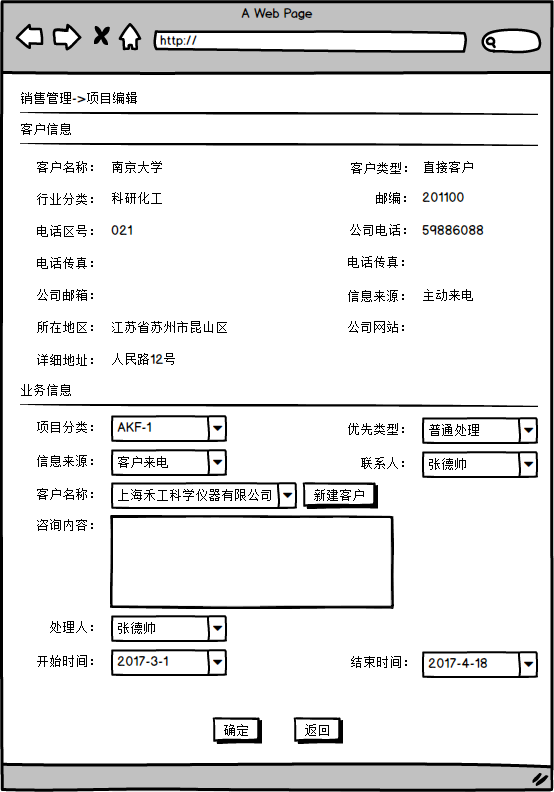 A Web Page
http://
销售管理->项目编辑
客户信息
客户名称： 南京大学 客户类型： 直接客户
行业分类： 科研化工 邮编： 201100
电话区号： 021 公司电话： 59886088
电话传真： 电话传真：
公司邮箱： 信息来源： 主动来电
所在地区： 江苏省苏州市昆山区 公司网站：
详细地址： 人民路12号
业务信息
项目分类： AKF-1 优先类型： 普通处理
信息来源： 客户来电 联系人： 张德帅
客户名称： 上海禾工科学仪器有限公司 新建客户
咨询内容：
处理人： 张德帅
开始时间： 2017-3-1 结束时间： 2017-4-18
确定 返回